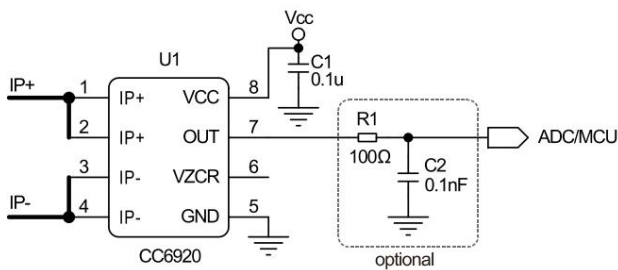 Vcc
U1
C1
0.1u
IP+
1
IP+
VCC
8
R1
2
IP+
OUT
7
ADC/MCU
100Ω
3
IP-
VZCR
6
C2
0.1nF
IP-
4
IP-
GND
5
CC6920
optional